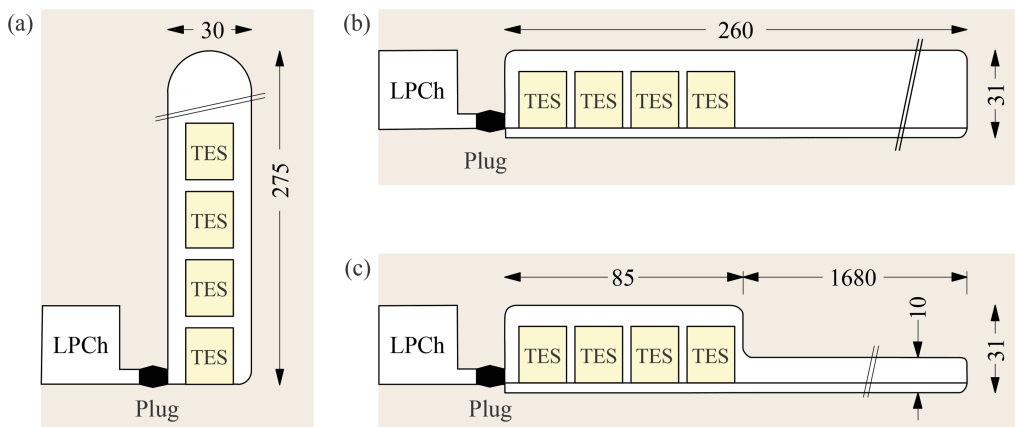 (a)
30
TES
TES
TES
TES
275
LPCh
Plug
(b)
260
LPCh
TES TES TES TES
31
Plug
(c)
85 1680
LPCh
TES TES TES TES
10
31
Plug